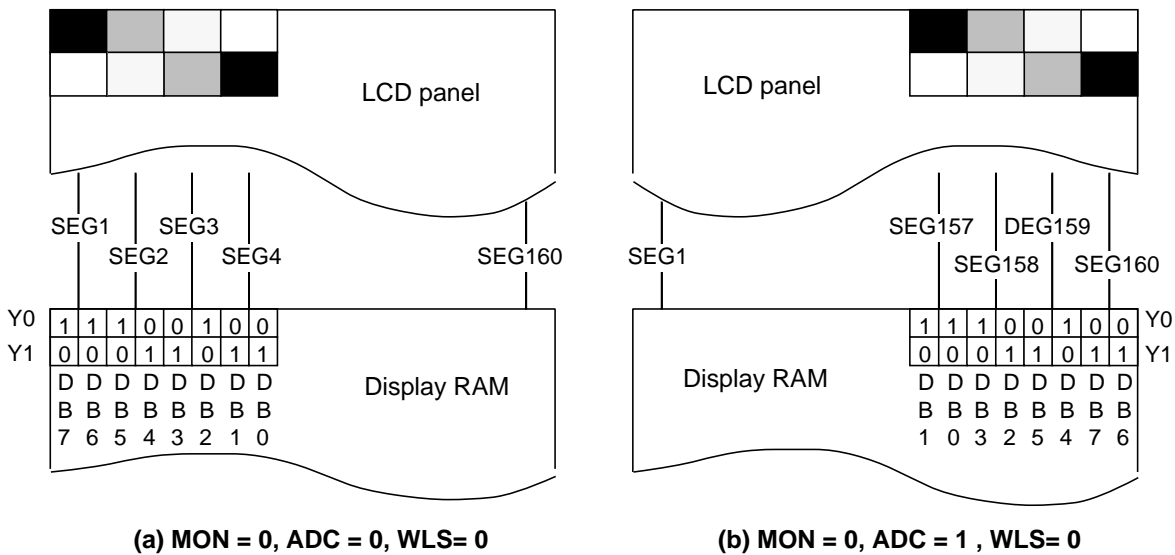 LCD panel
SEG1 SEG3
SEG2 SEG4 SEG160
Y0 1 1 1 0 0 1 0 0
Y1 0 0 0 1 1 0 1 1
D D D D D D D D
B B B B B B B B
7 6 5 4 3 2 1 0
Display RAM
(a) MON = 0, ADC = 0, WLS= 0
LCD panel
SEG157 DEG159
SEG1 SEG158 SEG160
1 1 1 0 0 1 0 0 Y0
0 0 0 1 1 0 1 1 Y1
D D D D D D D D
B B B B B B B B
1 0 3 2 5 4 7 6
Display RAM
(b) MON = 0, ADC = 1 , WLS= 0